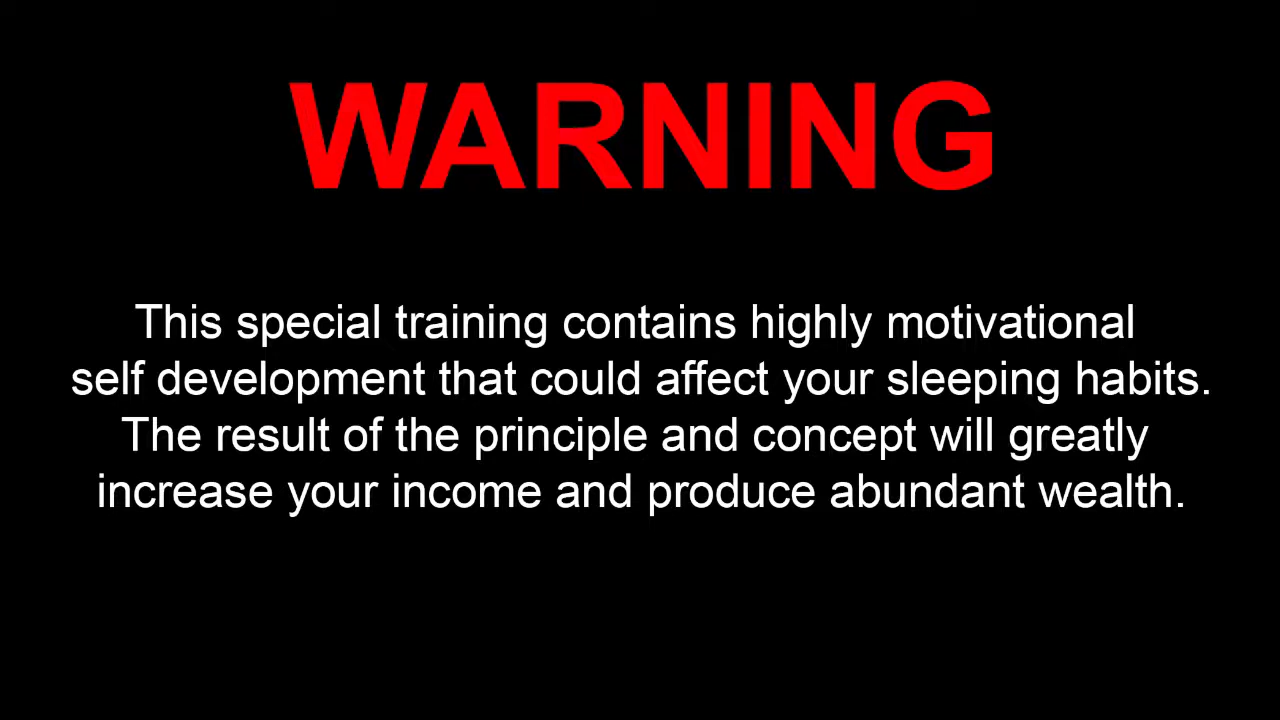 WARNING
This special training contains highly motivational
self development that could affect your sleeping habits.
The result of the principle and concept will greatly
increase your income and produce abundant wealth.